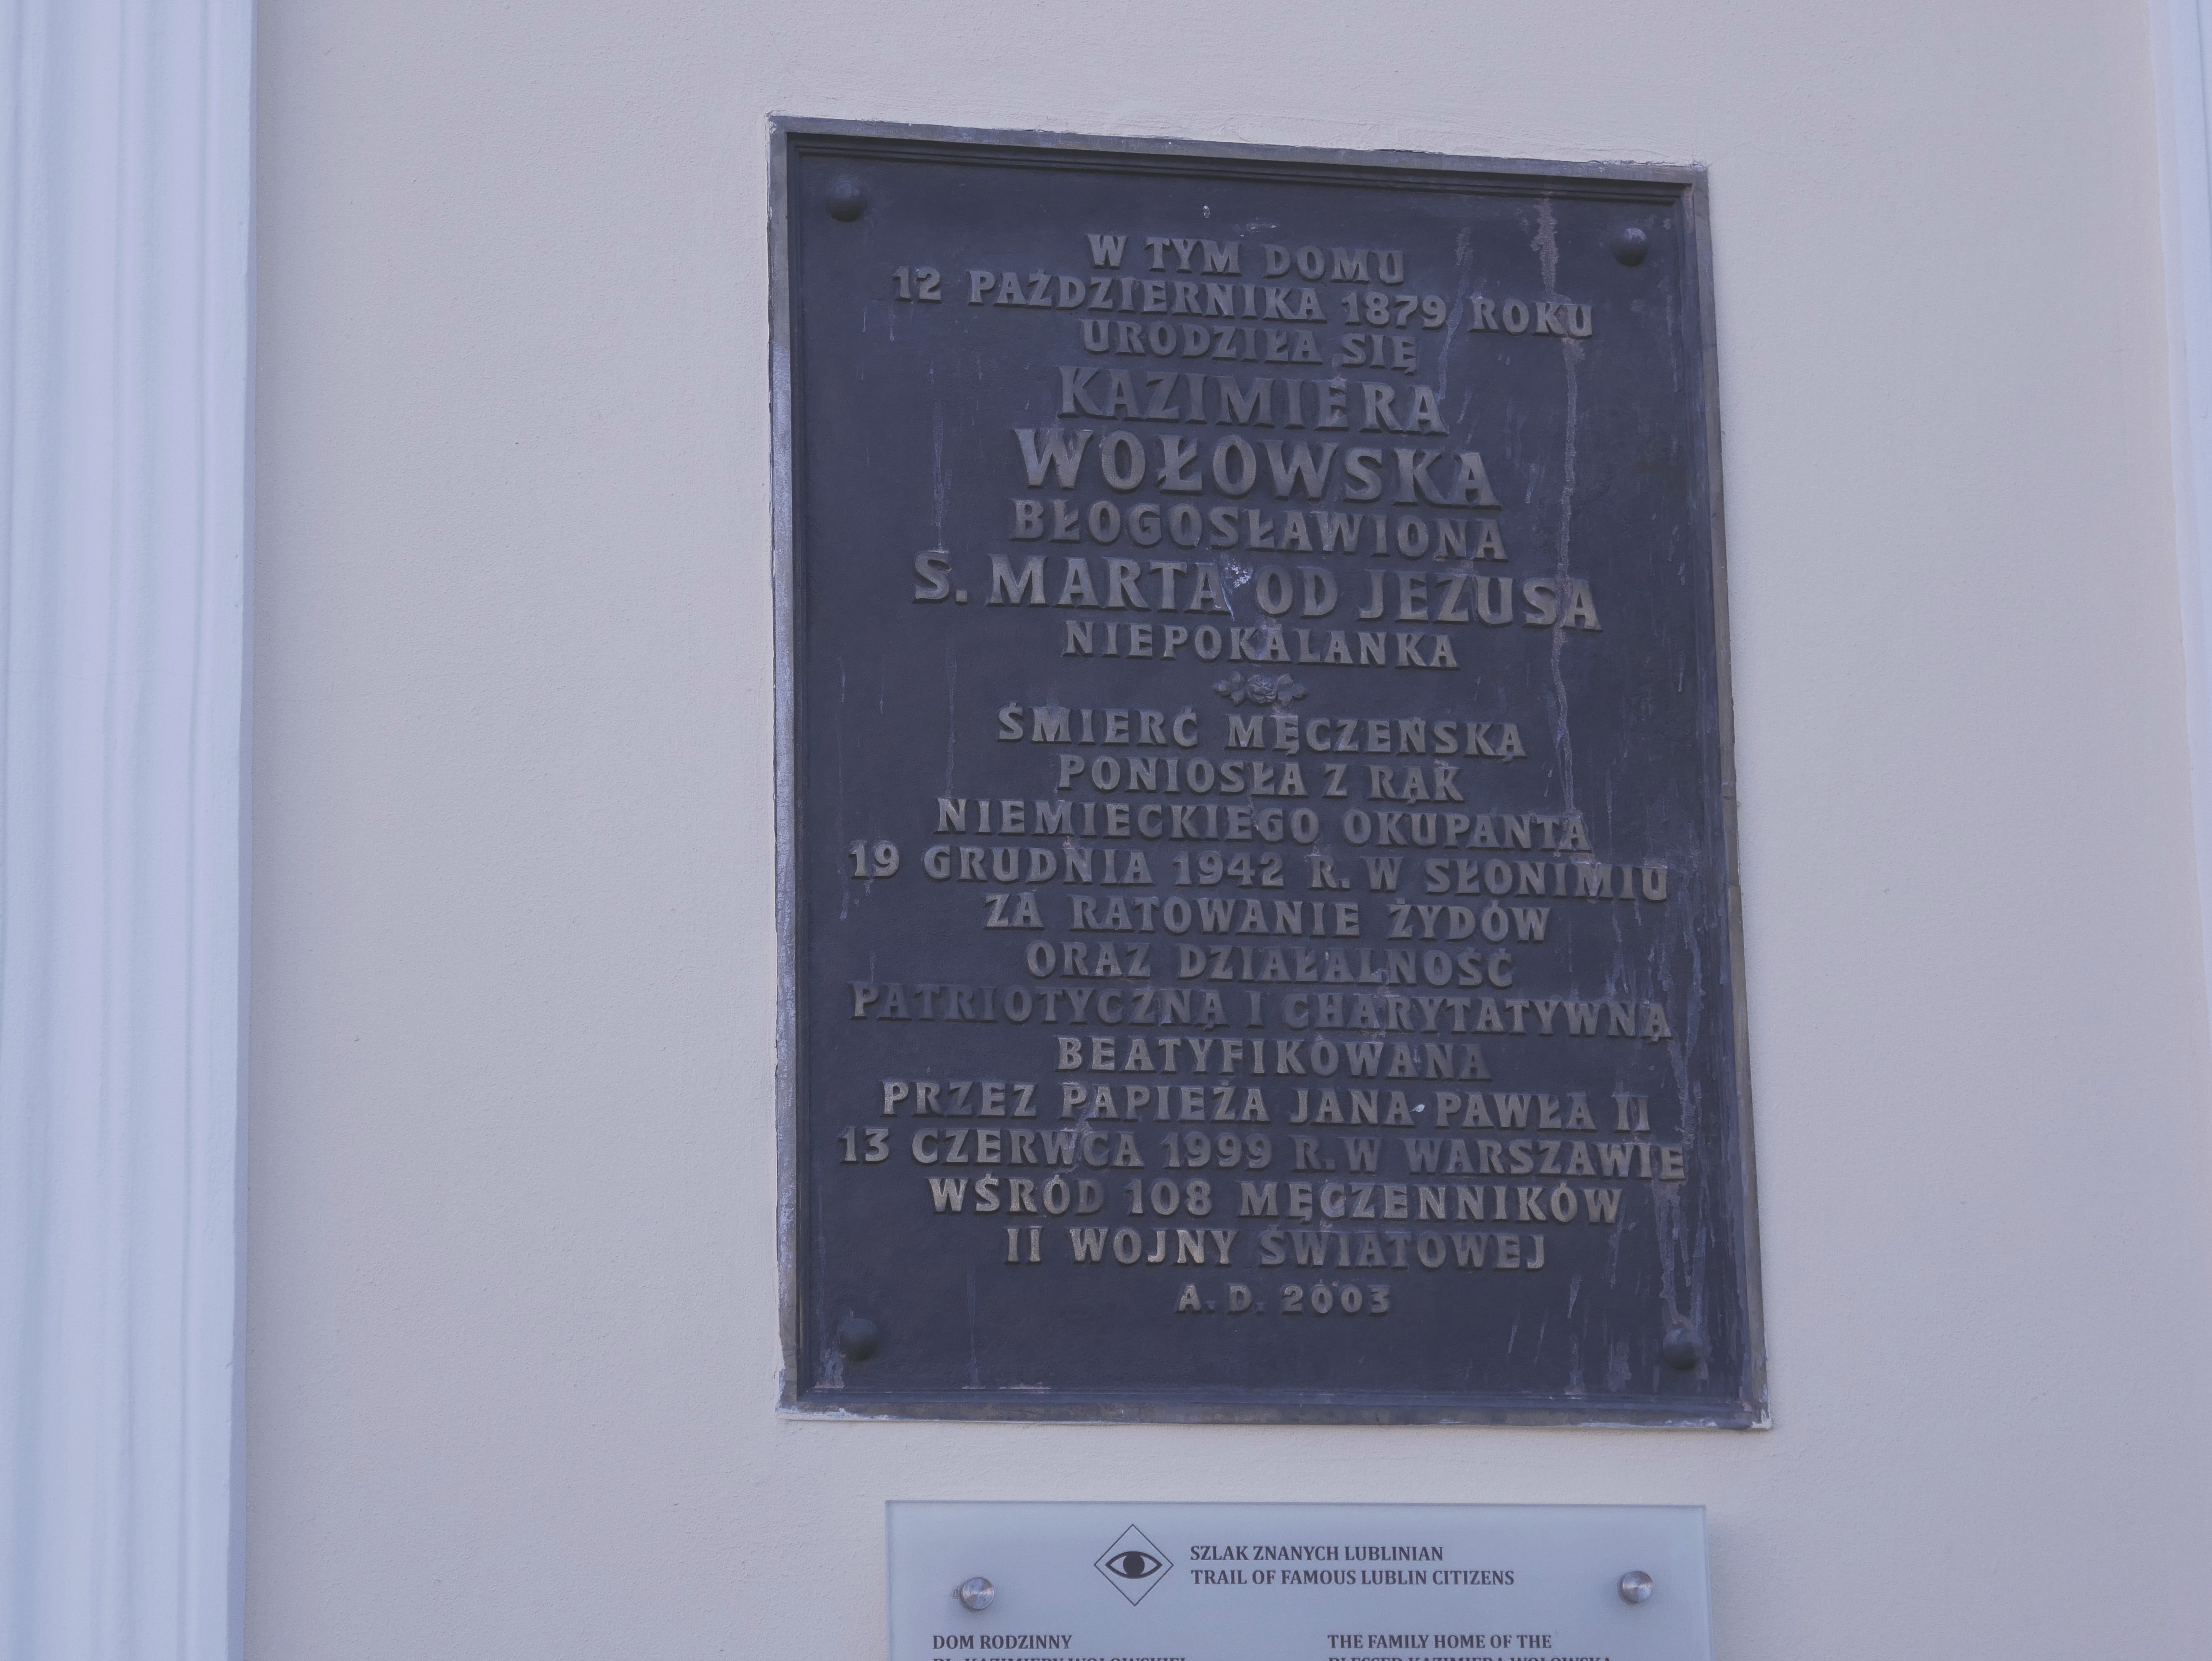 W TYM DOMU
12 PAŹDZIERNIKA 1879 ROKU
URODZIŁA SIĘ
KAZIMIERA
WOŁOWSKA
BŁOGOSŁAWIONA
S. MARTA OD JEZUSA
NIEPOKALANKA
ŚMIERĆ MĘCZEŃSKĄ
PONIOSŁA Z RĄK
NIEMIECKIEGO OKUPANTA
19 GRUDNIA 1942 R. W SŁONIMIU
ZA RATOWANIE ŻYDÓW
ORAZ DZIAŁALNOŚĆ
PATRIOTYCZNĄ I CHARYTATYWNĄ
BEATYFIKOWANA
PRZEZ PAPIEŻA JANA PAWŁA II
13 CZERWCA 1999 R. W WARSZAWIE
WŚRÓD 108 MĘCZENNIKÓW
II WOJNY ŚWIATOWEJ
A. D. 2003
SZLAK ZNANYCH LUBLINIAN
TRAIL OF FAMOUS LUBLIN CITIZENS
DOM RODZINNY
THE FAMILY HOME OF THE